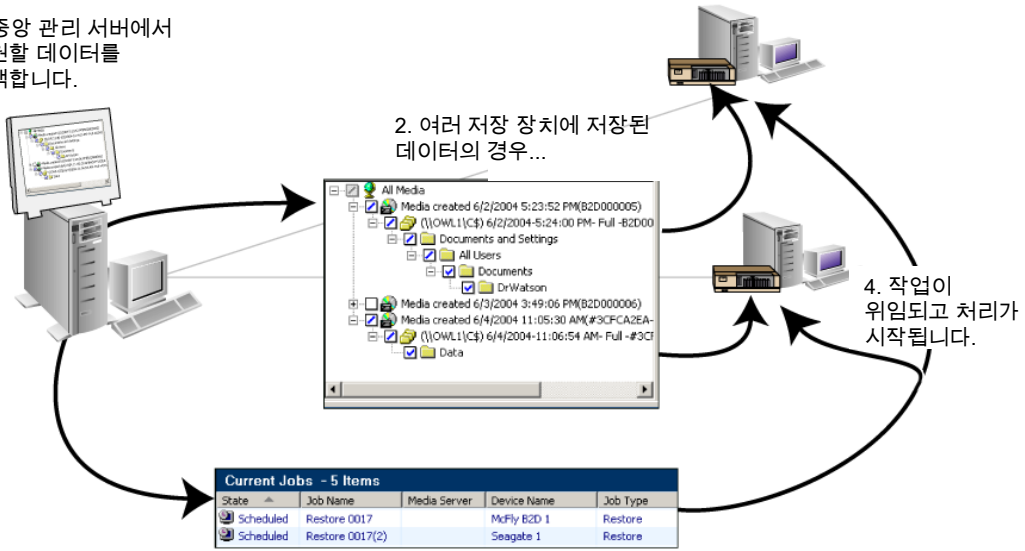 중앙 관리 서버에서
원할 데이터를
택합니다.
2. 여러 저장 장치에 저장된
데이터의 경우...
All Media
Media created 6/2/2004 5:23:52 PM(B2D000005)
(\\OWL1\C$) 6/2/2004-5:24:00 PM- Full -B2D00
Documents and Settings
All Users
Documents
DrWatson
Media created 6/3/2004 3:49:06 PM(B2D000006)
Media created 6/4/2004 11:05:30 AM(#3CFCA2EA-
(\\OWL1\C$) 6/4/2004-11:06:54 AM- Full -#3CF
Data
4. 작업이
위임되고 처리가
시작됩니다.
Current Jobs - 5 Items
State Job Name Media Server Device Name Job Type
Scheduled Restore 0017 McFly B2D 1 Restore
Scheduled Restore 0017(2) Seagate 1 Restore